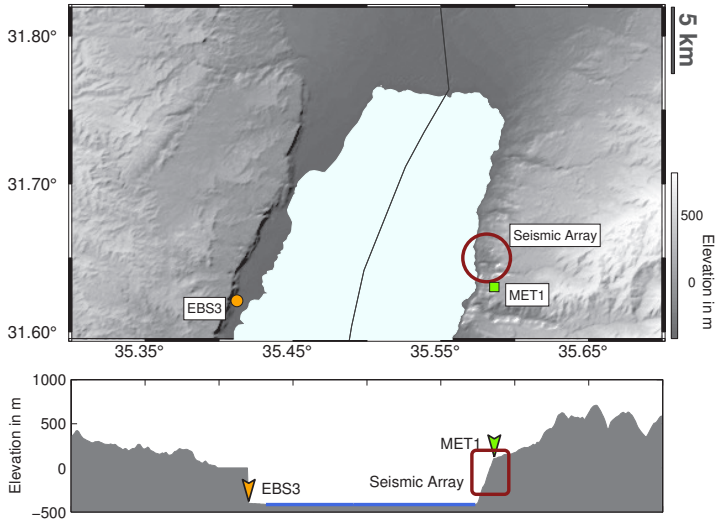 31.80°
31.70°
31.60°
35.35°
35.45°
35.55°
35.65°
5 km
500
0
Elevation in m
Seismic Array
MET1
EBS3
1000
500
0
−500
Elevation in m
EBS3
MET1
Seismic Array